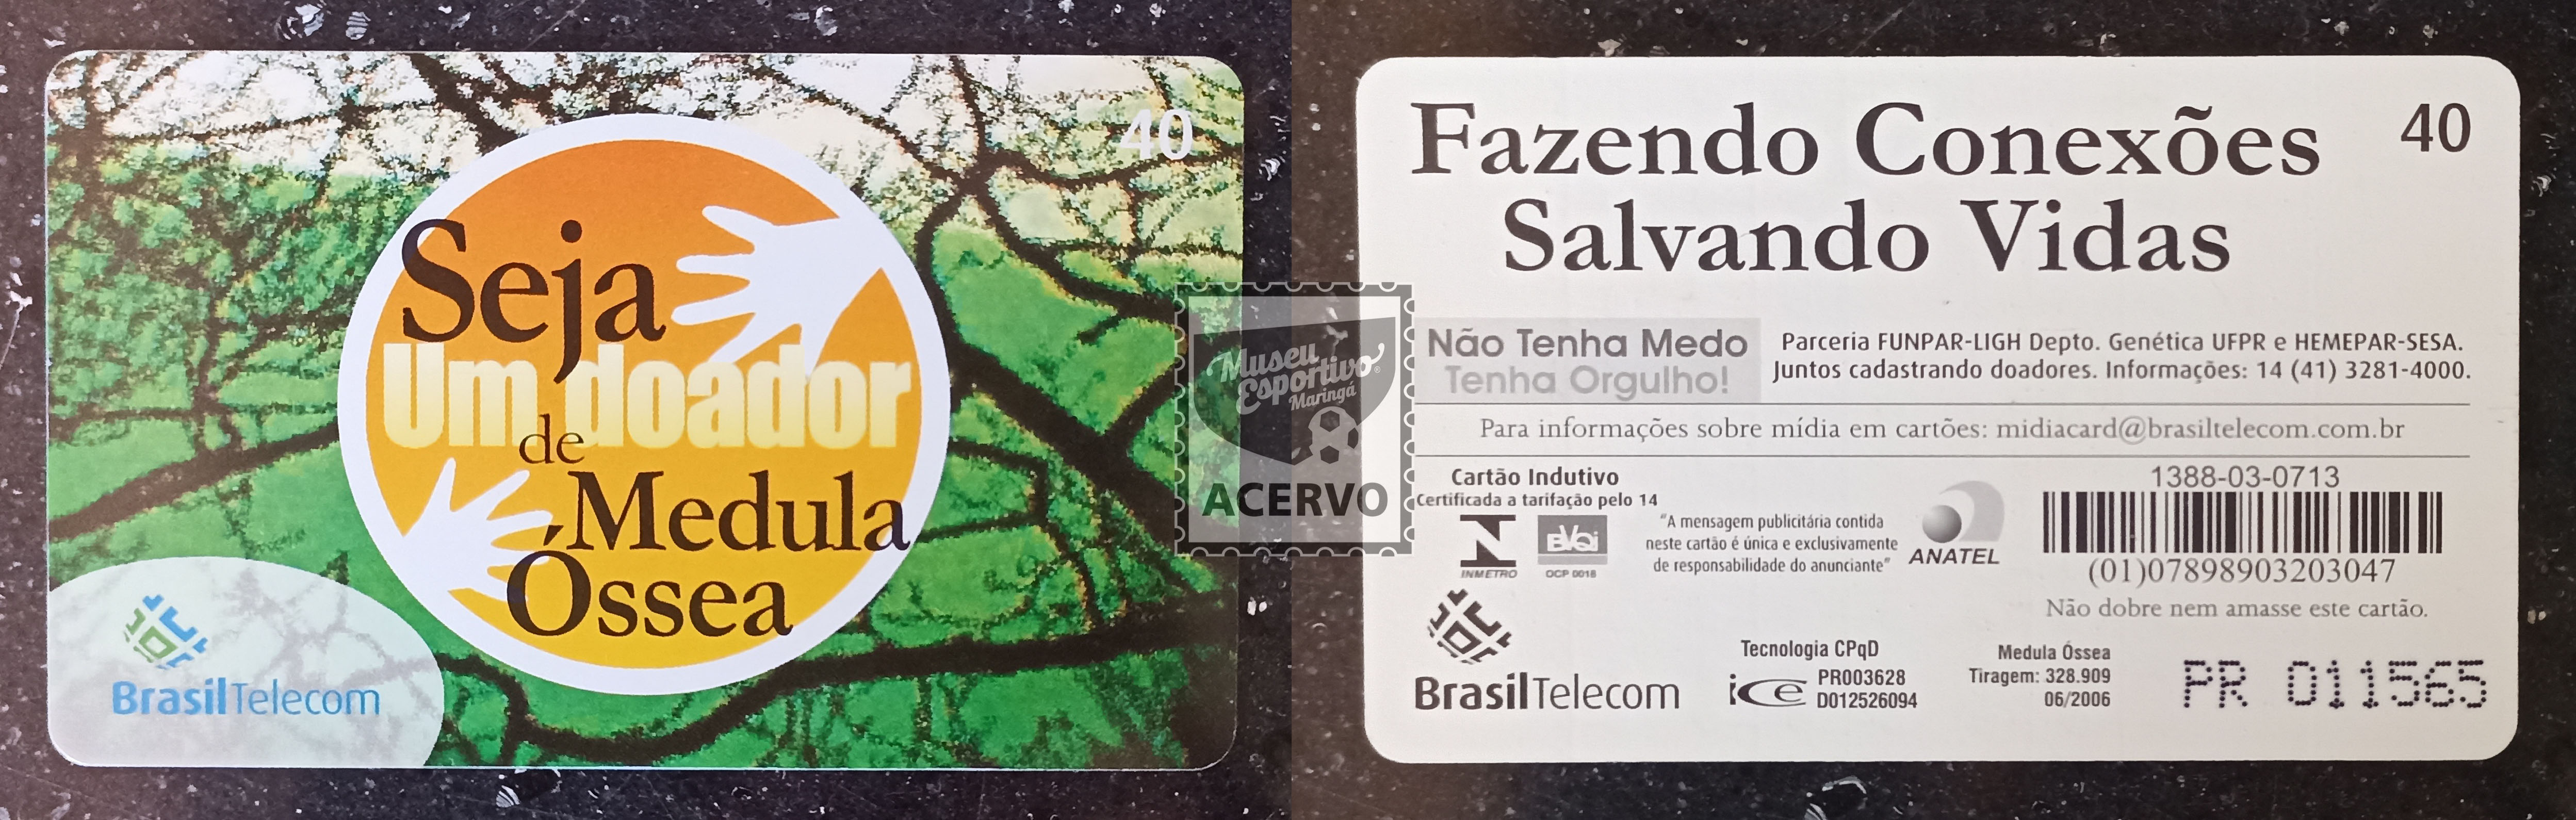 40
Seja
Um doador
de
Medula
Óssea
BrasilTelecom
Museu
Esportivo
Maringá
ACERVO
Fazendo Conexões
Salvando Vidas
40
Não Tenha Medo
Tenha Orgulho!
Parceria FUNPAR-LIGH Depto. Genética UFPR e HEMEPAR-SESA.
Juntos cadastrando doadores. Informações: 14 (41) 3281-4000.
Para informações sobre mídia em cartões: midiacard@brasiltelecom.com.br
Cartão Indutivo
Certificada a tarifação pelo 14
INMETRO
OCP 0018
"A mensagem publicitária contida
neste cartão é única e exclusivamente
de responsabilidade do anunciante"
ANATEL
1388-03-0713
(01)07898903203047
Não dobre nem amasse este cartão.
BrasilTelecom
Tecnologia CPqD
ice
PR003628
D012526094
Medula Óssea
Tiragem: 328.909
06/2006
PR 011565